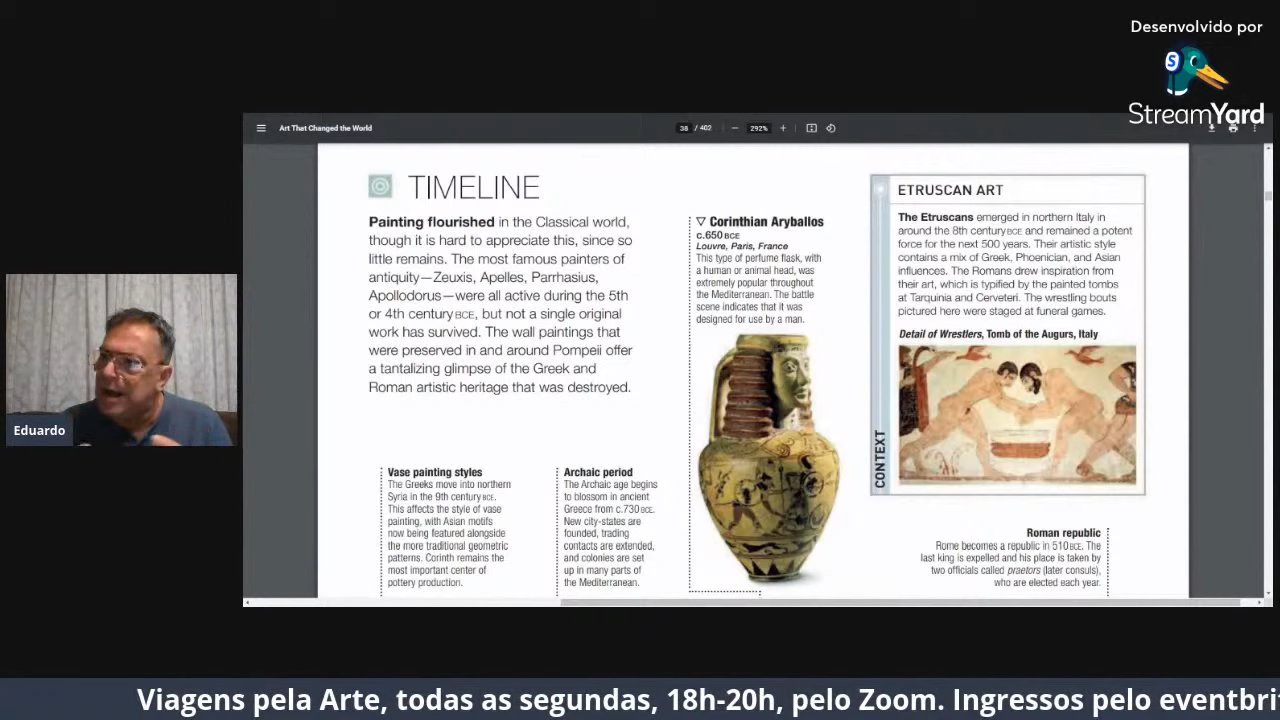 Desenvolvido por
StreamYard
Art That Changed the World
38 / 402
292%
TIMELINE
Painting flourished in the Classical world,
though it is hard to appreciate this, since so
little remains. The most famous painters of
antiquity—Zeuxis, Apelles, Parrhasius,
Apollodorus—were all active during the 5th
or 4th century BCE, but not a single original
work has survived. The wall paintings that
were preserved in and around Pompeii offer
a tantalizing glimpse of the Greek and
Roman artistic heritage that was destroyed.
▽ Corinthian Aryballos
c.650 BCE
Louvre, Paris, France
This type of perfume flask, with
a human or animal head, was
extremely popular throughout
the Mediterranean. The battle
scene indicates that it was
designed for use by a man.
ETRUSCAN ART
The Etruscans emerged in northern Italy in
around the 8th century BCE and remained a potent
force for the next 500 years. Their artistic style
contains a mix of Greek, Phoenician, and Asian
influences. The Romans drew inspiration from
their art, which is typified by the painted tombs
at Tarquinia and Cerveteri. The wrestling bouts
pictured here were staged at funeral games.
Detail of Wrestlers, Tomb of the Augurs, Italy
CONTEXT
Vase painting styles
The Greeks move into northern
Syria in the 9th century BCE.
This affects the style of vase
painting, with Asian motifs
now being featured alongside
the more traditional geometric
patterns. Corinth remains the
most important center of
pottery production.
Archaic period
The Archaic age begins
to blossom in ancient
Greece from c.730 BCE.
New city-states are
founded, trading
contacts are extended,
and colonies are set
up in many parts of
the Mediterranean.
Roman republic
Rome becomes a republic in 510 BCE. The
last king is expelled and his place is taken by
two officials called praetors (later consuls),
who are elected each year.
Eduardo
Viagens pela Arte, todas as segundas, 18h-20h, pelo Zoom. Ingressos pelo eventbri